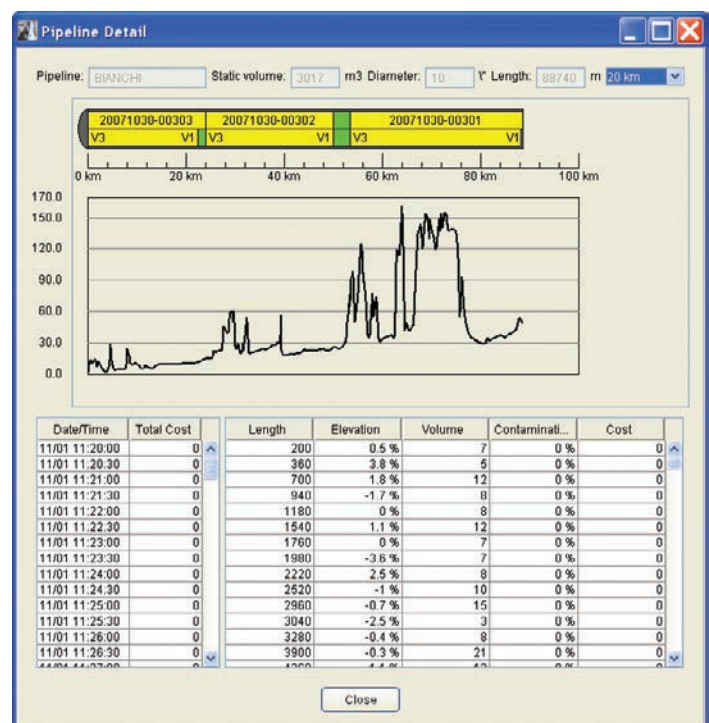 Pipeline Detail
Pipeline: BIANCHI Static volume: 3017 m3 Diameter: 10 \" Length: 88740 m 20 km
20071030-00303 20071030-00302 20071030-00301
V3 V1 V3 V1 V3 V1
0 km 20 km 40 km 60 km 80 km 100 km
170.0
150.0
120.0
90.0
60.0
30.0
0.0
Date/Time Total Cost Length Elevation Volume Contaminati... Cost
11/01 11:20:00 0 200 0.5 % 7 0 % 0
11/01 11:20:30 0 360 3.8 % 5 0 % 0
11/01 11:21:00 0 700 1.8 % 12 0 % 0
11/01 11:21:30 0 940 -1.7 % 8 0 % 0
11/01 11:22:00 0 1180 0 % 8 0 % 0
11/01 11:22:30 0 1540 1.1 % 12 0 % 0
11/01 11:23:00 0 1760 0 % 7 0 % 0
11/01 11:23:30 0 1980 -3.6 % 7 0 % 0
11/01 11:24:00 0 2220 2.5 % 8 0 % 0
11/01 11:24:30 0 2520 -1 % 10 0 % 0
11/01 11:25:00 0 2960 -0.7 % 15 0 % 0
11/01 11:25:30 0 3040 -2.5 % 3 0 % 0
11/01 11:26:00 0 3280 -0.4 % 8 0 % 0
11/01 11:26:30 0 3900 -0.3 % 21 0 % 0
Close